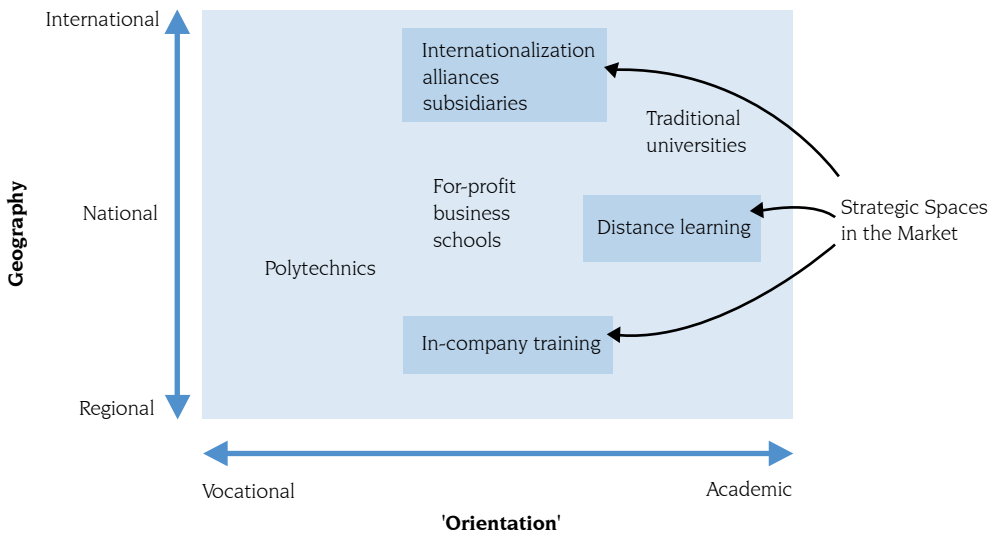 International
Internationalization
alliances
subsidiaries
Traditional
universities
Geography
National
For-profit
business
schools
Distance learning
Strategic Spaces
in the Market
Polytechnics
In-company training
Regional
Vocational
Academic
'Orientation'